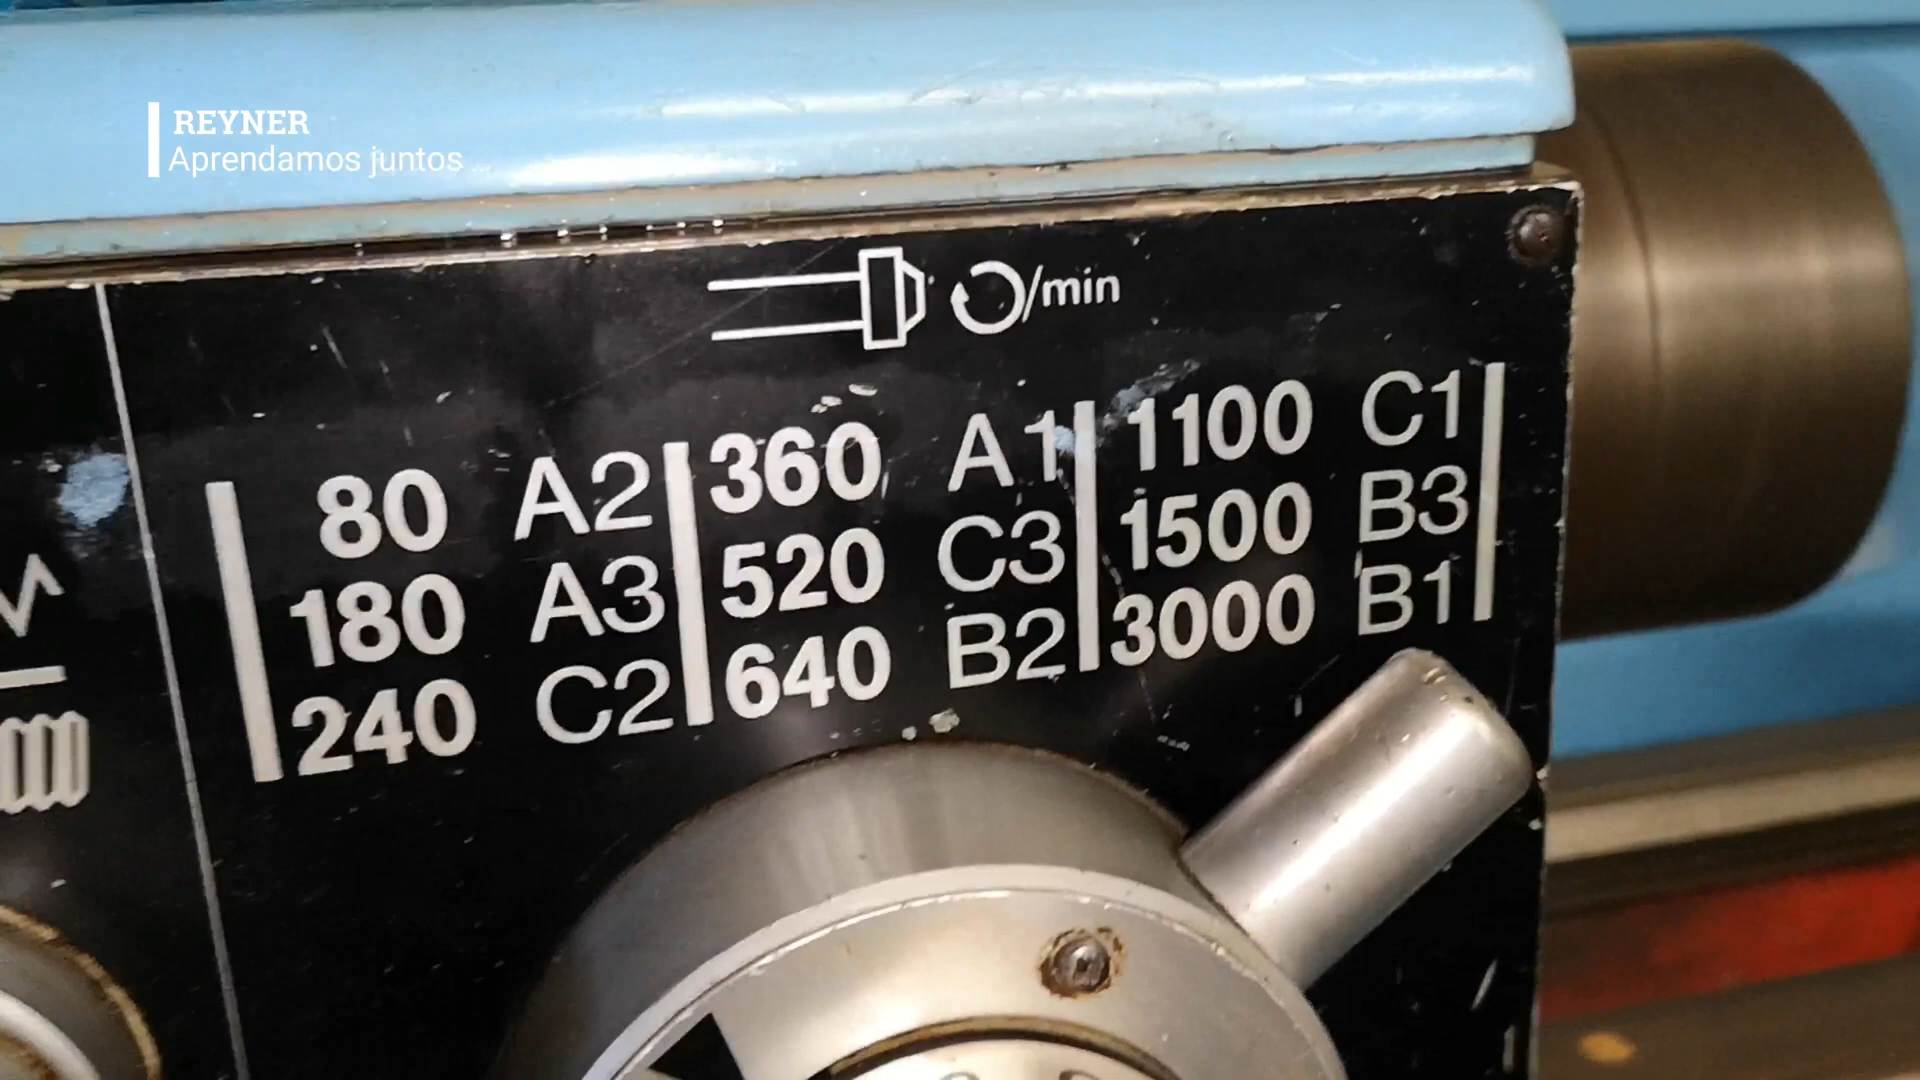 REYNER
Aprendamos juntos ...
/min
80 A2 360 A1 1100 C1
180 A3 520 C3 1500 B3
240 C2 640 B2 3000 B1